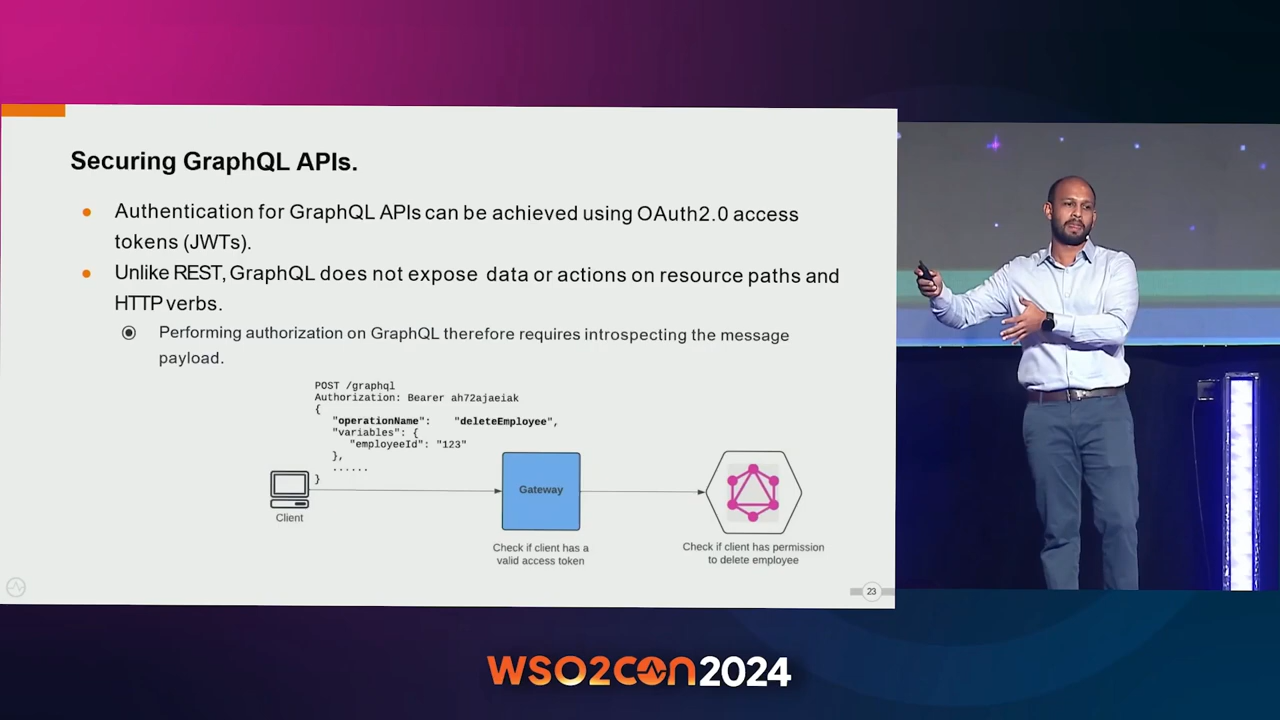 Securing GraphQL APIs.
Authentication for GraphQL APIs can be achieved using OAuth2.0 access
tokens (JWTs).
Unlike REST, GraphQL does not expose data or actions on resource paths and
HTTP verbs.
Performing authorization on GraphQL therefore requires introspecting the message
payload.
POST /graphql
Authorization: Bearer ah72ajaeiak
{
"operationName": "deleteEmployee",
"variables": {
"employeeId": "123"
},
......
}
Gateway
Client
Check if client has a
valid access token
Check if client has permission
to delete employee
23
WSO2CON2024